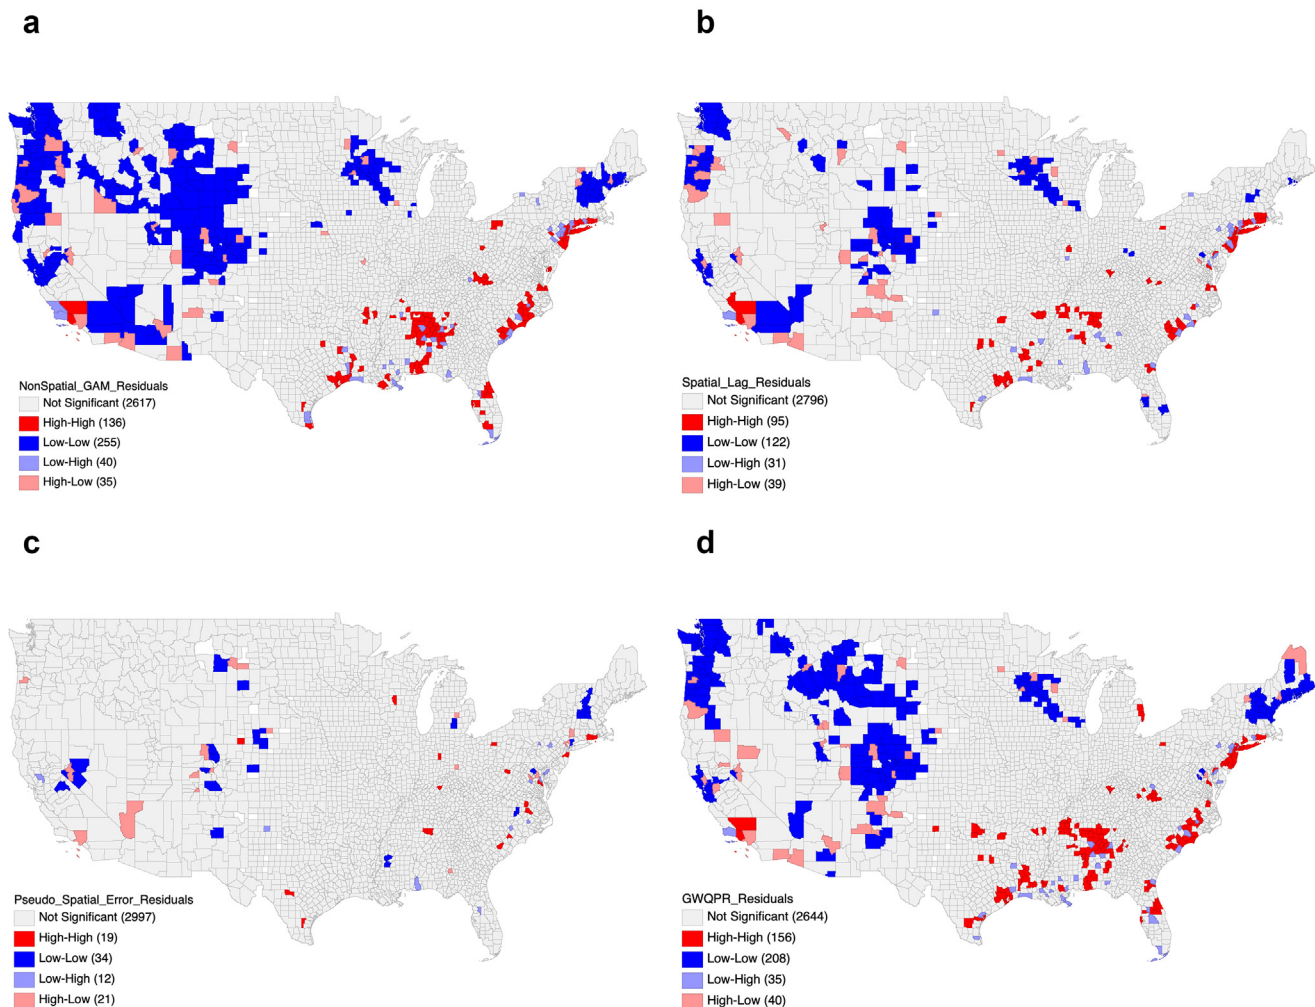 a
b
NonSpatial_GAM_Residuals
Not Significant (2617)
High-High (136)
Low-Low (255)
Low-High (40)
High-Low (35)
Spatial_Lag_Residuals
Not Significant (2796)
High-High (95)
Low-Low (122)
Low-High (31)
High-Low (39)
c
d
Pseudo_Spatial_Error_Residuals
Not Significant (2997)
High-High (19)
Low-Low (34)
Low-High (12)
High-Low (21)
GWQPR_Residuals
Not Significant (2644)
High-High (156)
Low-Low (208)
Low-High (35)
High-Low (40)